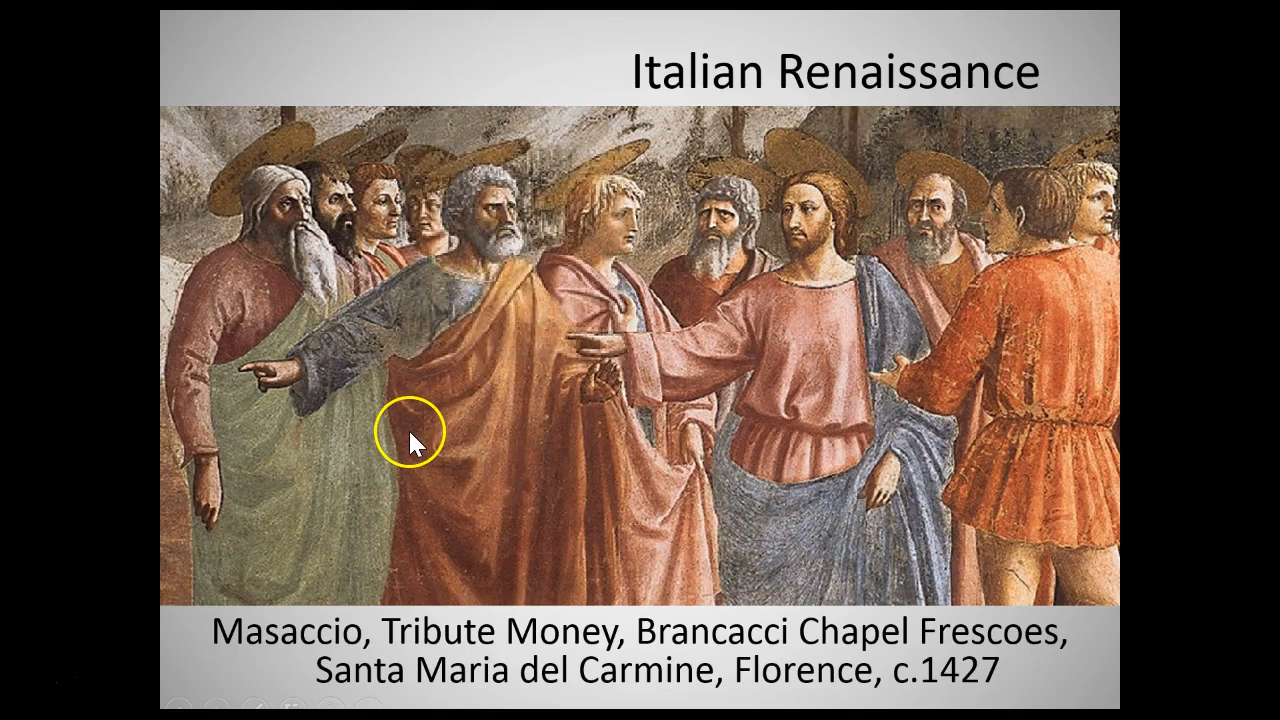 Italian Renaissance
Masaccio, Tribute Money, Brancacci Chapel Frescoes,
Santa Maria del Carmine, Florence, c.1427